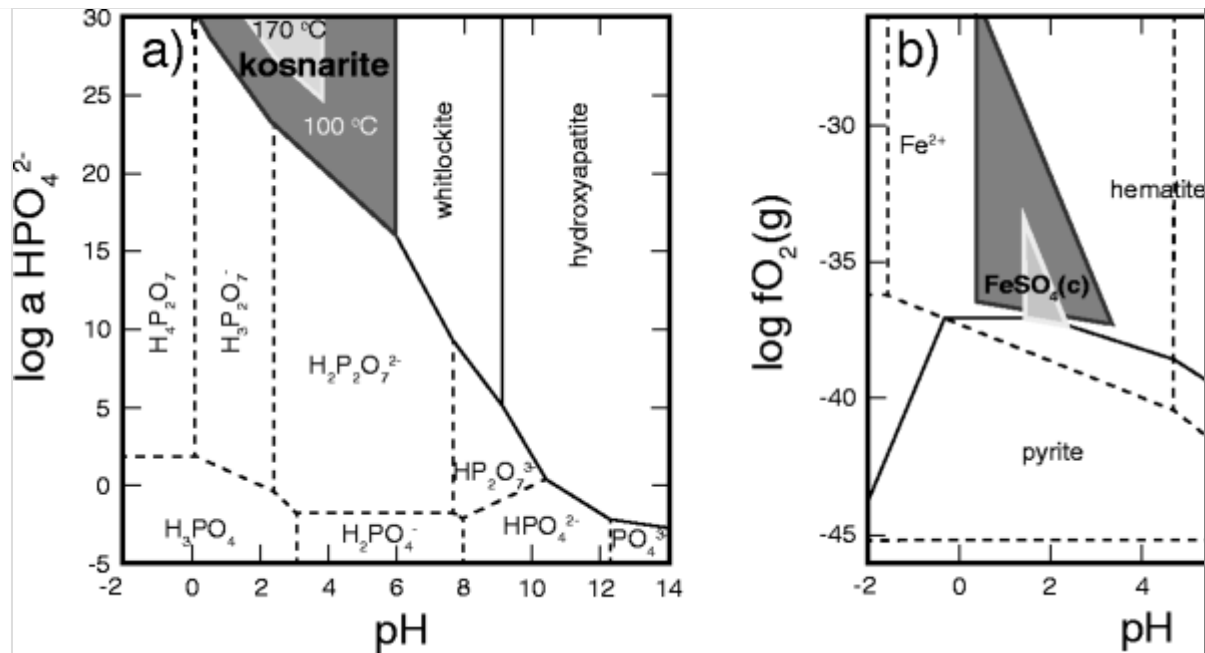 a)
170 °C
kosnarite
100 °C
whitlockite
hydroxyapatite
H₄P₂O₇
H₃P₂O₇⁻
H₂P₂O₇²⁻
HP₂O₇³⁻
H₃PO₄
H₂PO₄⁻
HPO₄²⁻
PO₄³⁻
log a HPO₄²⁻
30
25
20
15
10
5
0
-5
-2 0 2 4 6 8 10 12 14
pH
b)
Fe²⁺
hematite
FeSO₄(c)
pyrite
log fO₂(g)
-30
-35
-40
-45
-2 0 2 4
pH